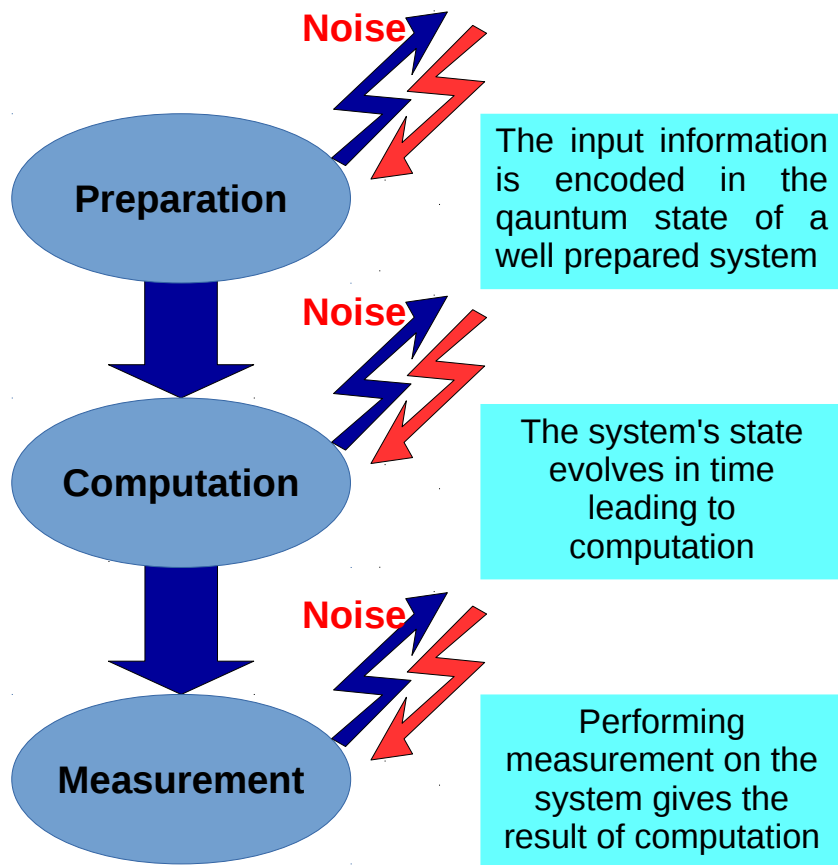 Noise
Preparation
The input information
is encoded in the
qauntum state of a
well prepared system
Noise
Computation
The system's state
evolves in time
leading to
computation
Noise
Measurement
Performing
measurement on the
system gives the
result of computation